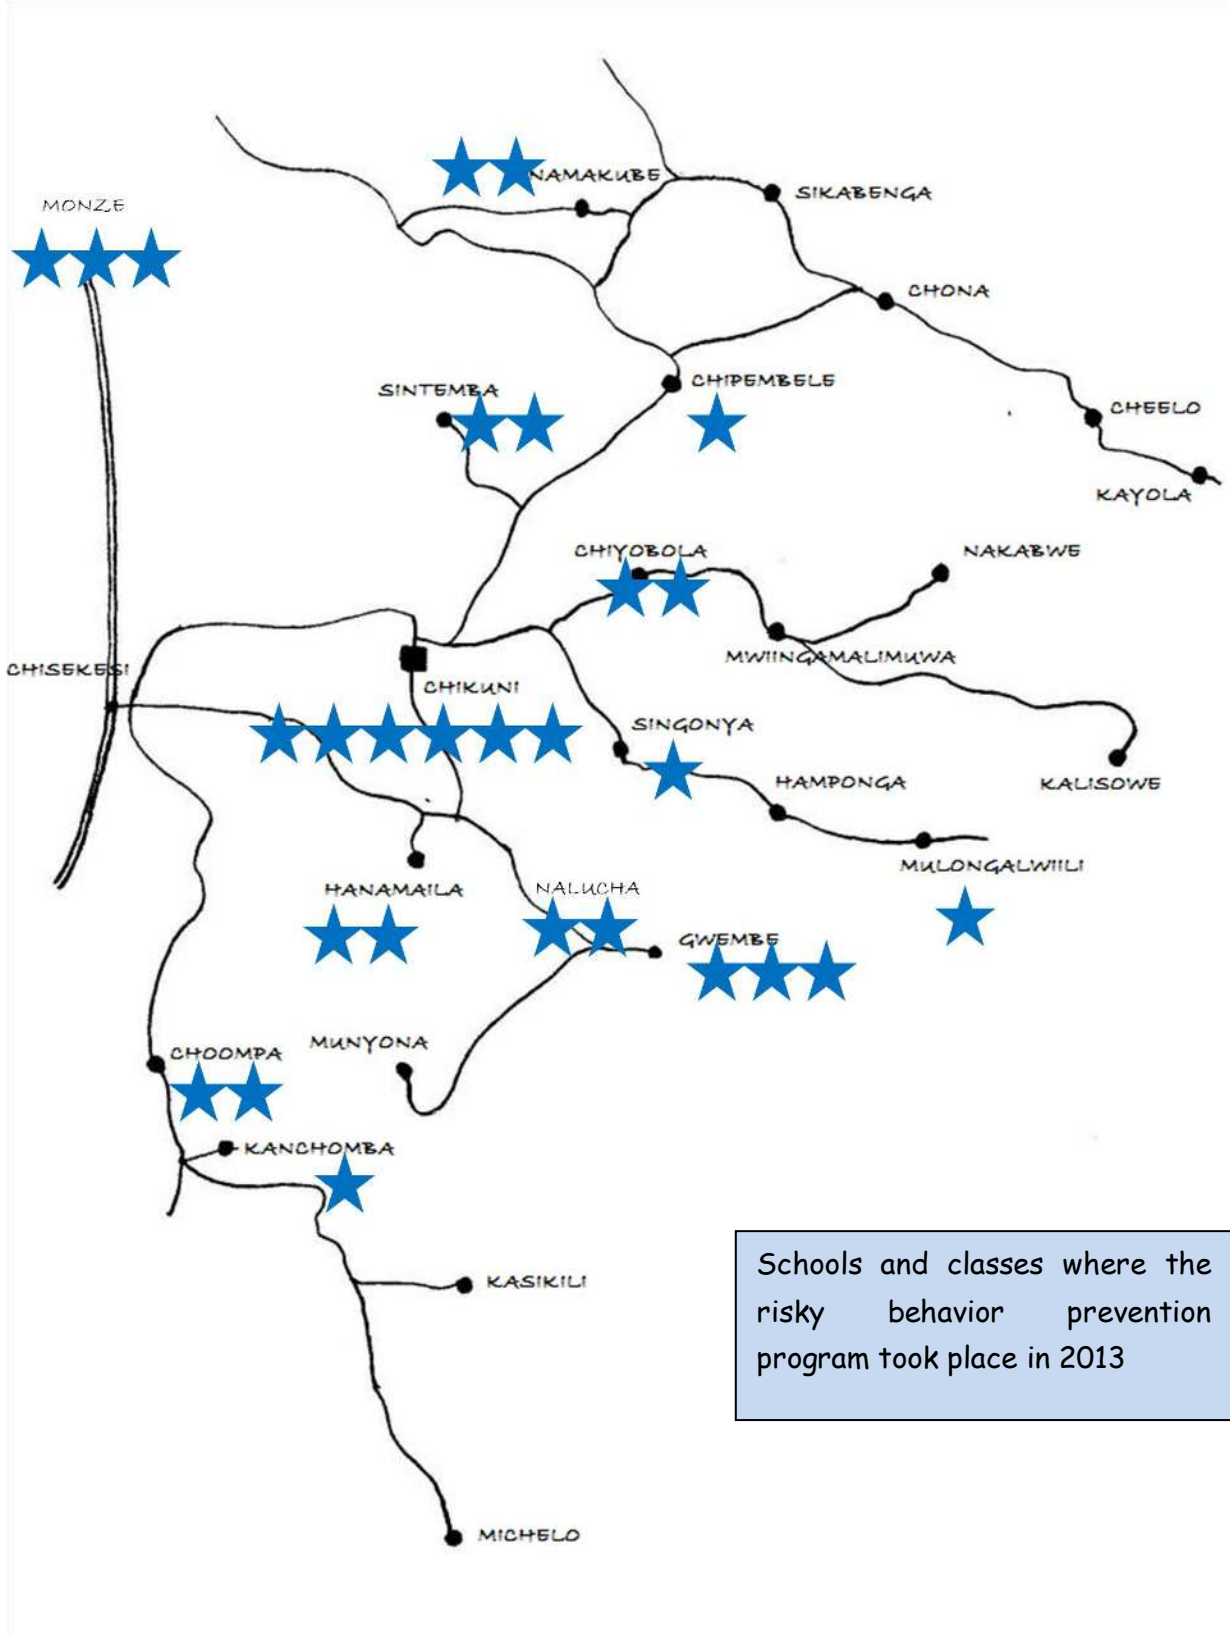 NAMAKUBE
SIKABENGA
MONZE
CHONA
SINTEMBA
CHIPEMBELE
CHEELO
KAYOLA
CHIYOBOLA
NAKABWE
MWIINGAMALIMUWA
CHISEKESI
CHIKUNI
SINGONYA
HAMPONGA
KALISOWE
MULONGALWIILI
HANAMAILA
NALUCHA
GWEMBE
MUNYONA
CHOOMPA
KANCHOMBA
KASIKILI
MICHELO
Schools and classes where the
risky behavior prevention
program took place in 2013